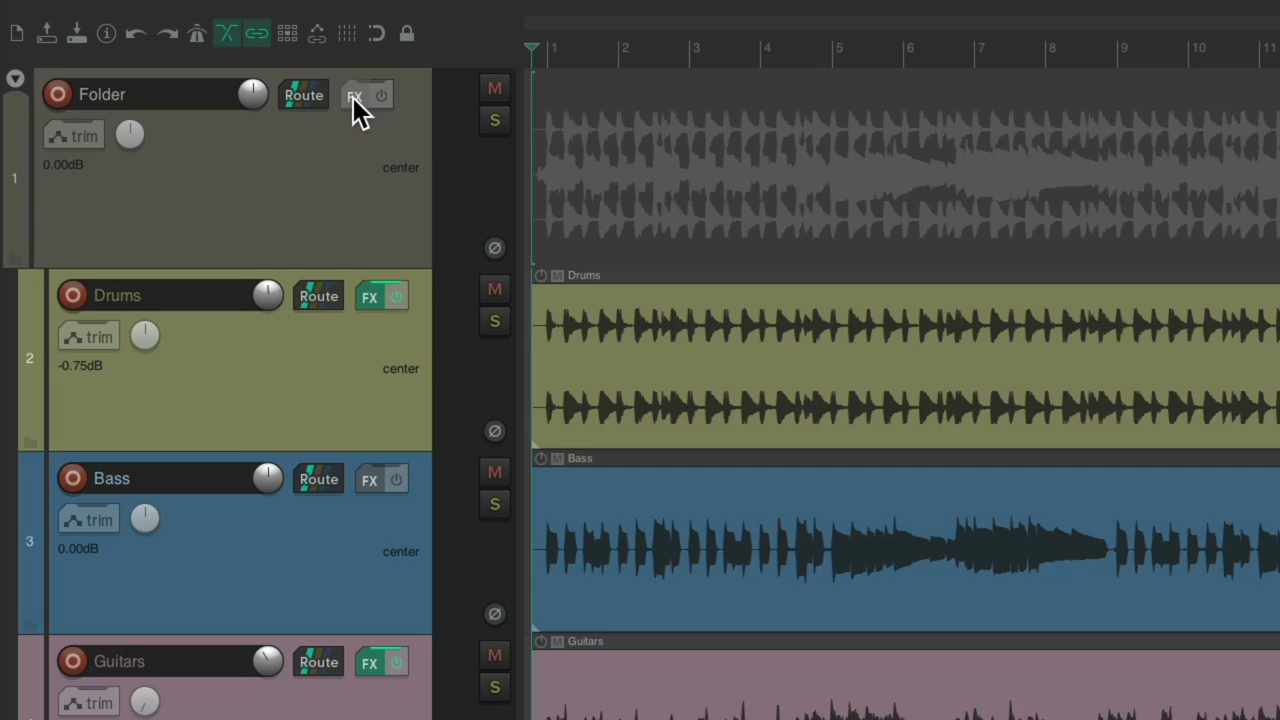 1 2 3 4 5 6 7 8 9 10 11
Folder Route FX M
S
trim
0.00dB center
1
Drums
Drums Route FX M
S
trim
2
-0.75dB center
Bass
Bass Route FX M
S
trim
3
0.00dB center
Guitars
Guitars Route FX M
S
trim